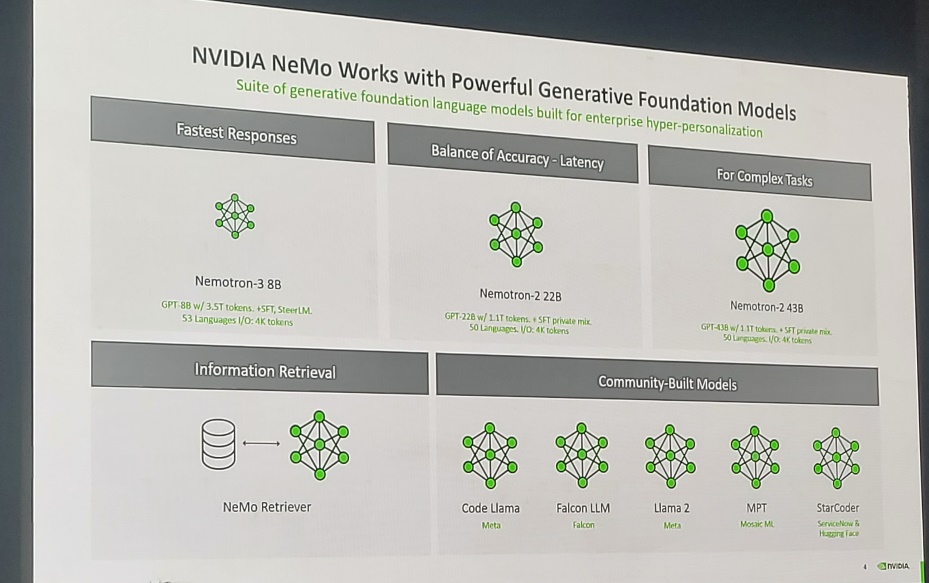 NVIDIA NeMo Works with Powerful Generative Foundation Models
Suite of generative foundation language models built for enterprise hyper-personalization
Fastest Responses
Nemotron-3 8B
GPT-8B w/ 3.5T tokens. +SFT, SteerLM.
53 Languages I/O: 4K tokens
Balance of Accuracy - Latency
Nemotron-2 22B
GPT-22B w/ 1.1T tokens. + SFT private mix.
50 Languages. I/O: 4K tokens
For Complex Tasks
Nemotron-2 43B
GPT-43B w/ 1.1T tokens. + SFT private mix.
50 Languages. I/O: 4K tokens
Information Retrieval
NeMo Retriever
Community-Built Models
Code Llama
Meta
Falcon LLM
Falcon
Llama 2
Meta
MPT
Mosaic ML
StarCoder
ServiceNow &
Hugging Face
4
NVIDIA.